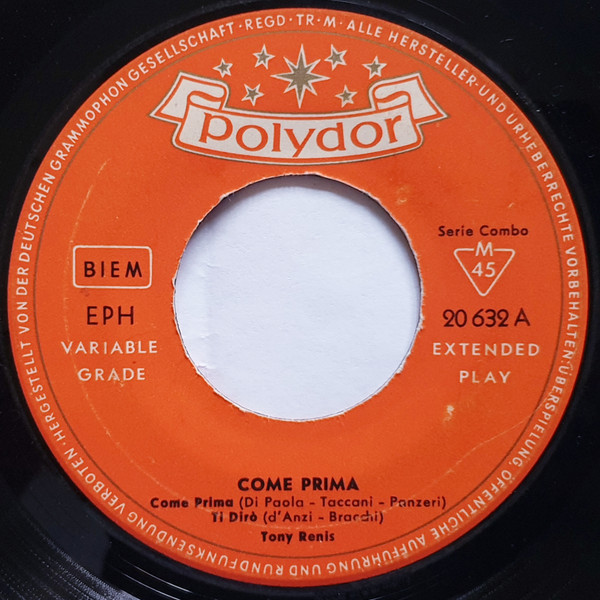 HERGESTELLT VON DER DEUTSCHEN GRAMMOPHON GESELLSCHAFT · REGD · TR · M · ALLE HERSTELLER- UND URHEBERRECHTE VORBEHALTEN · ÜBERSPIELUNG, ÖFFENTLICHE AUFFÜHRUNG UND RUNDFUNKSENDUNG VERBOTEN ·
polydor
Serie Combo
BIEM
M
45
EPH
20 632 A
VARIABLE
GRADE
EXTENDED
PLAY
COME PRIMA
Come Prima (Di Paola - Taccani - Panzeri)
Ti Dirò (d'Anzi - Bracchi)
Tony Renis